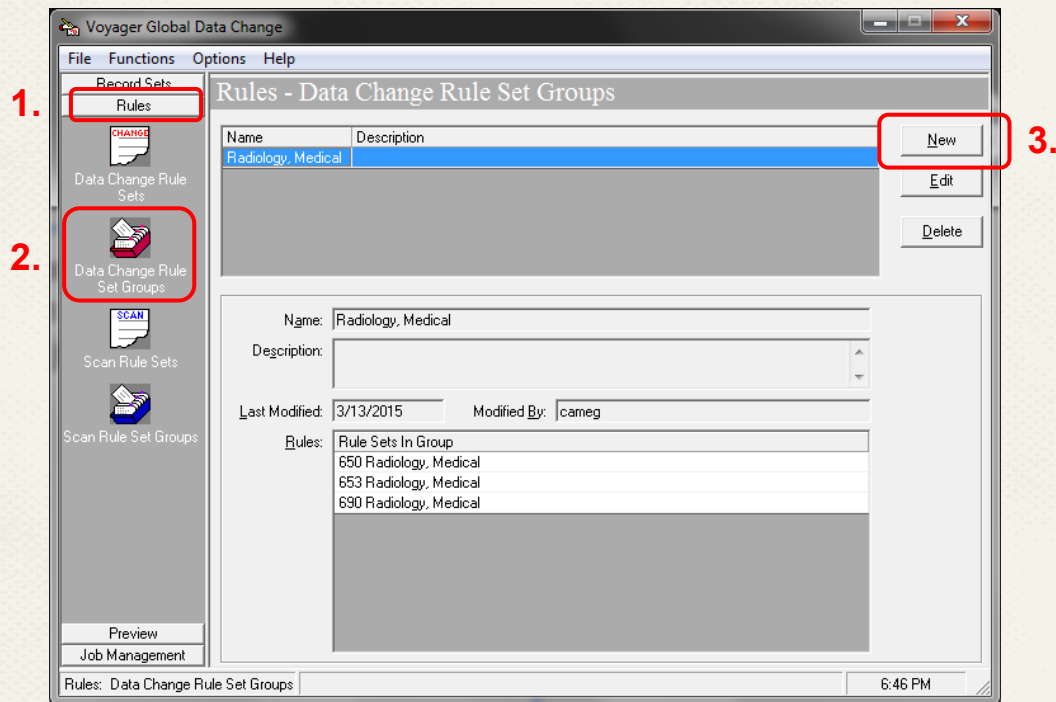 Voyager Global Data Change
File Functions Options Help
Record Sets
1.
Rules
CHANGE
Data Change Rule
Sets
2.
Data Change Rule
Set Groups
SCAN
Scan Rule Sets
Scan Rule Set Groups
Preview
Job Management
Rules - Data Change Rule Set Groups
Name Description
Radiology, Medical
New
3.
Edit
Delete
Name: Radiology, Medical
Description:
Last Modified: 3/13/2015 Modified By: cameg
Rules: Rule Sets In Group
650 Radiology, Medical
653 Radiology, Medical
690 Radiology, Medical
Rules: Data Change Rule Set Groups 6:46 PM